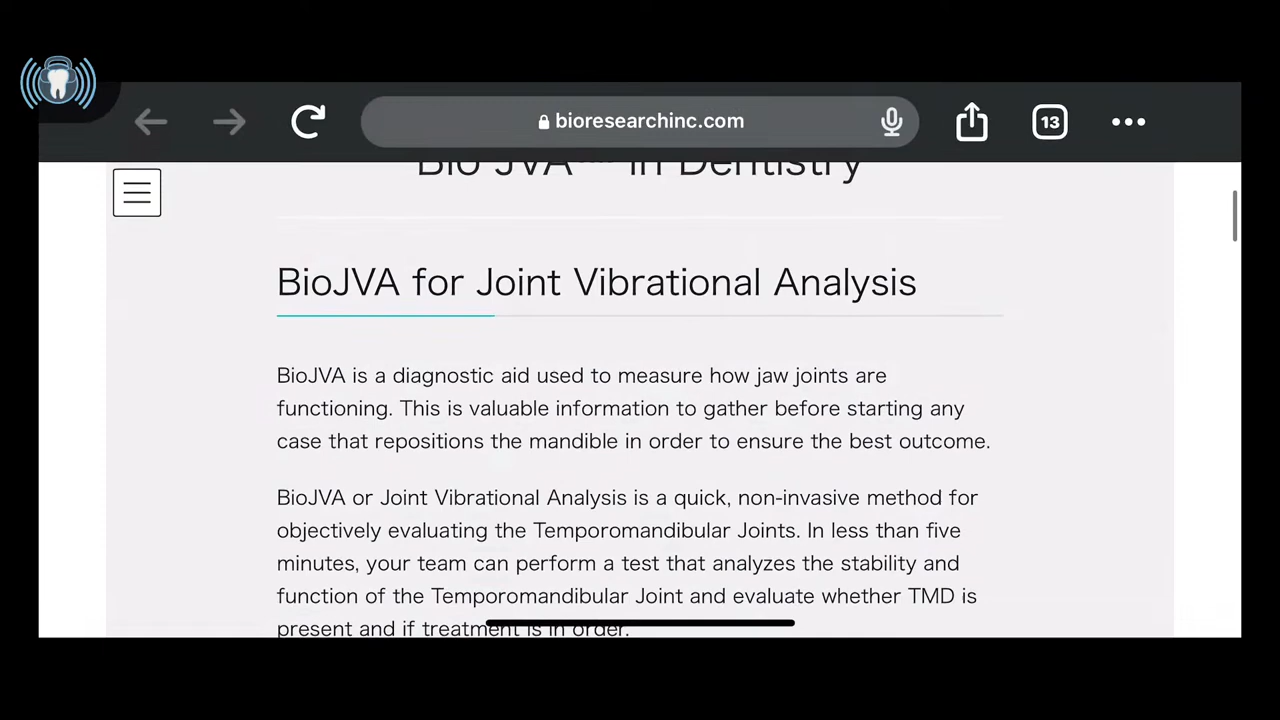 bioresearchinc.com
13
Bio JVA in Dentistry
BioJVA for Joint Vibrational Analysis
BioJVA is a diagnostic aid used to measure how jaw joints are
functioning. This is valuable information to gather before starting any
case that repositions the mandible in order to ensure the best outcome.
BioJVA or Joint Vibrational Analysis is a quick, non-invasive method for
objectively evaluating the Temporomandibular Joints. In less than five
minutes, your team can perform a test that analyzes the stability and
function of the Temporomandibular Joint and evaluate whether TMD is
present and if treatment is in order.